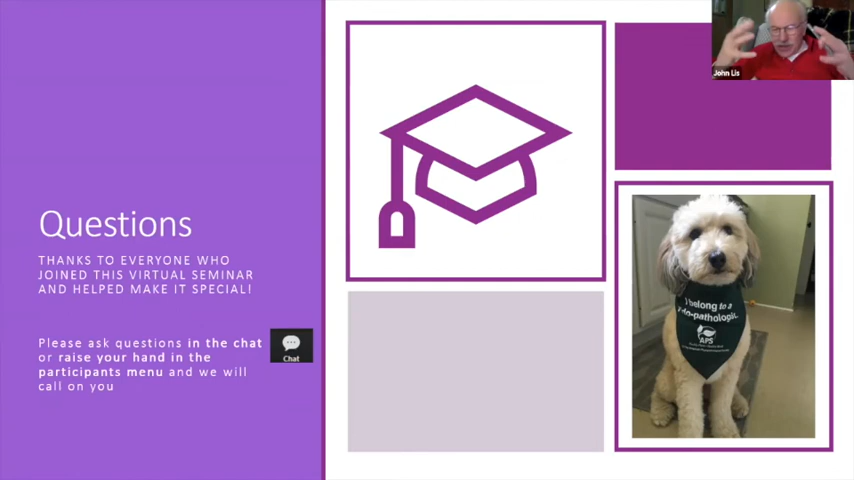 Questions
THANKS TO EVERYONE WHO
JOINED THIS VIRTUAL SEMINAR
AND HELPED MAKE IT SPECIAL!
Please ask questions in the chat
or raise your hand in the
participants menu and we will
call on you
Chat
John Lis
I belong to a
APS